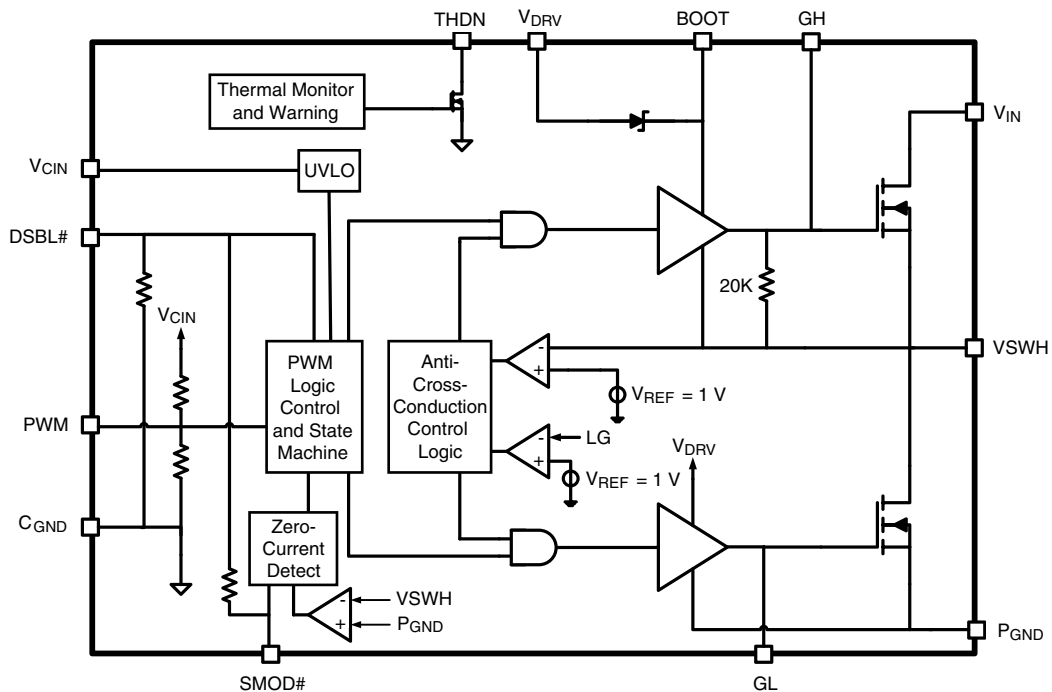 THDN
VDRV
BOOT
GH
Thermal Monitor
and Warning
VIN
VCIN
UVLO
DSBL#
20K
VCIN
VSWH
PWM
Logic
Control
and State
Machine
Anti-
Cross-
Conduction
Control
Logic
-
+
VREF = 1 V
PWM
-
+
LG
VREF = 1 V
VDRV
CGND
Zero-
Current
Detect
-
+
VSWH
PGND
PGND
SMOD#
GL